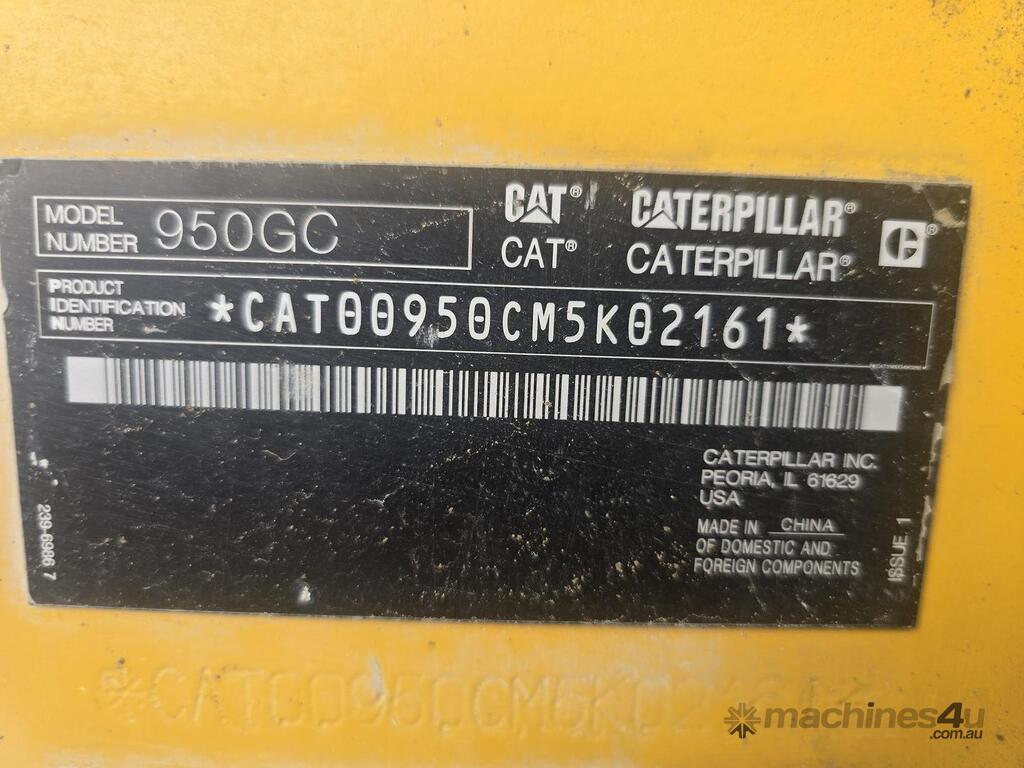 MODEL
NUMBER 950GC
CAT® CATERPILLAR®
CAT® CATERPILLAR®
PRODUCT
IDENTIFICATION
NUMBER
*CAT00950CM5K02161*
CATERPILLAR INC.
PEORIA, IL 61629
USA
MADE IN CHINA
OF DOMESTIC AND
FOREIGN COMPONENTS
239-6986 7
ISSUE 1
*CAT00950CM5K02161*
machines4u
.com.au